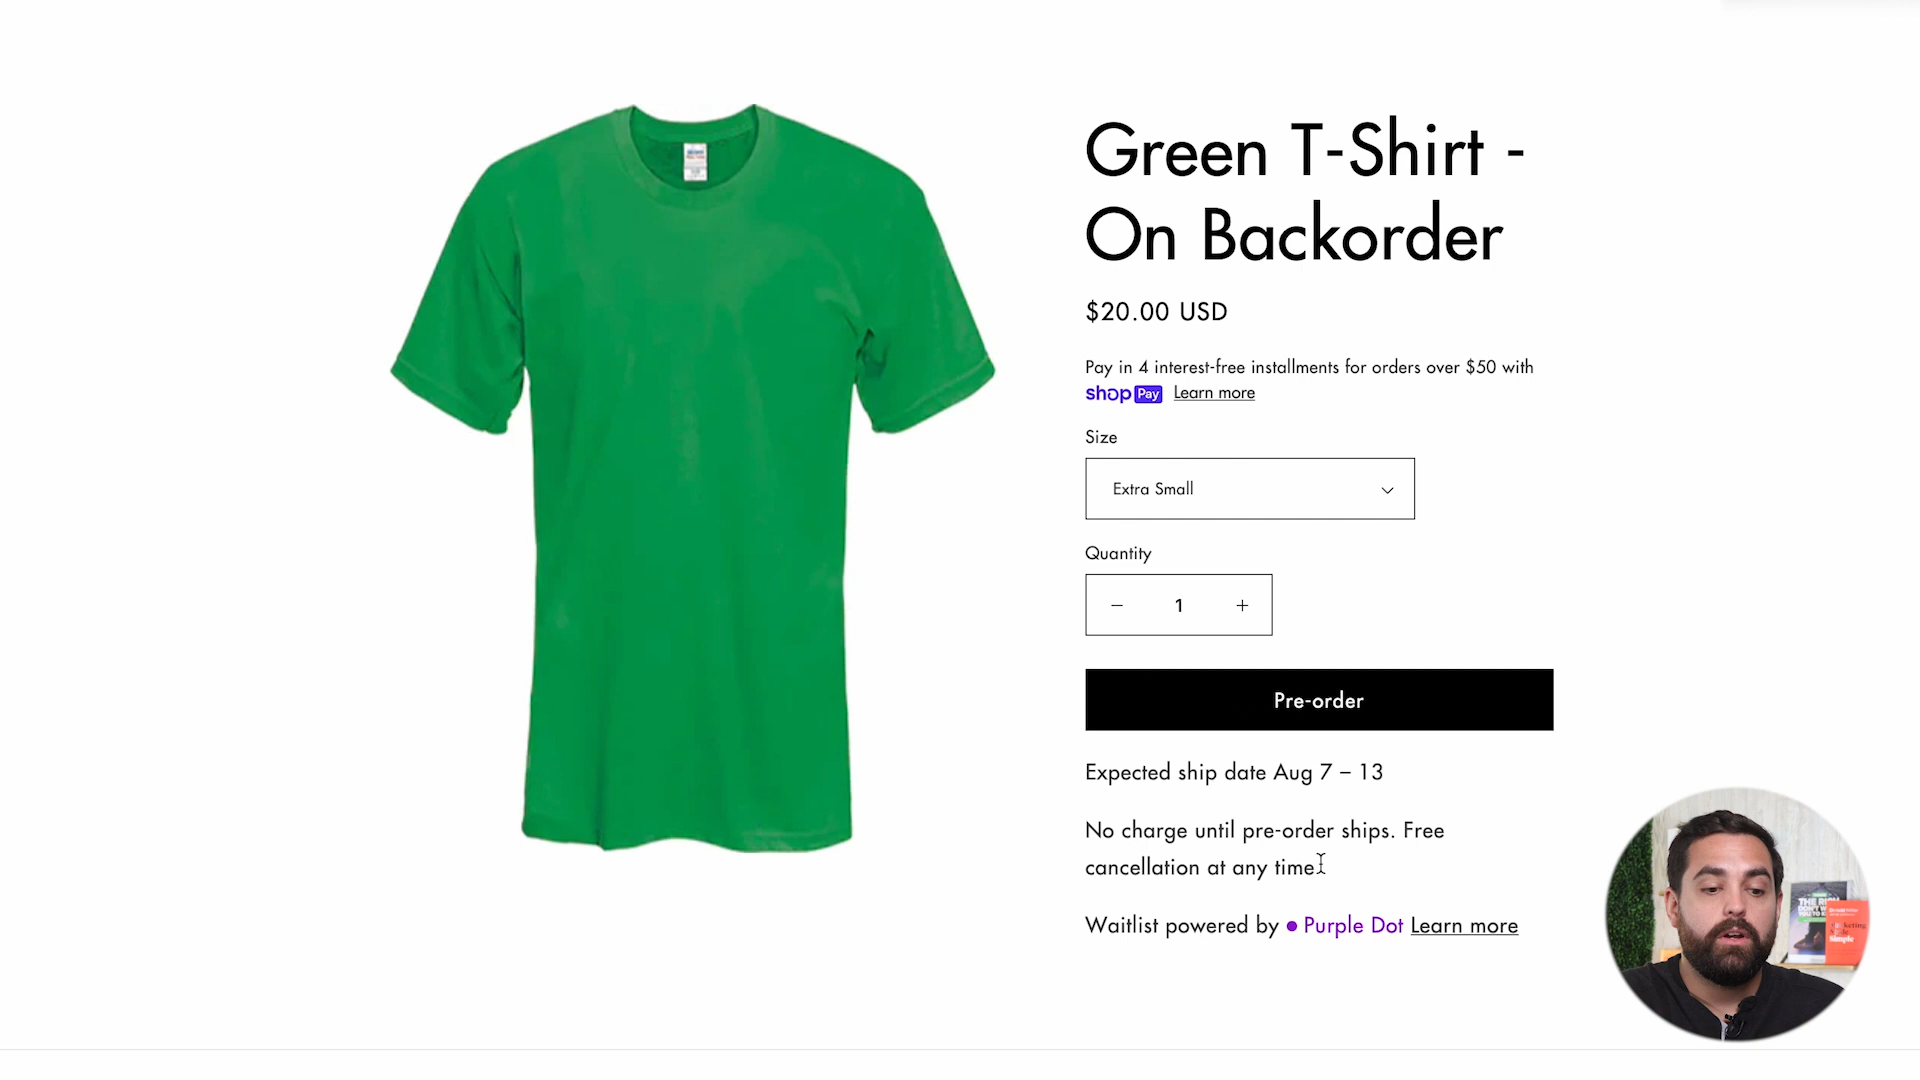 Green T-Shirt -
On Backorder
$20.00 USD
Pay in 4 interest-free installments for orders over $50 with
shop Pay Learn more
Size
Extra Small
Quantity
− 1 +
Pre-order
Expected ship date Aug 7 – 13
No charge until pre-order ships. Free
cancellation at any time
Waitlist powered by Purple Dot Learn more
Simple